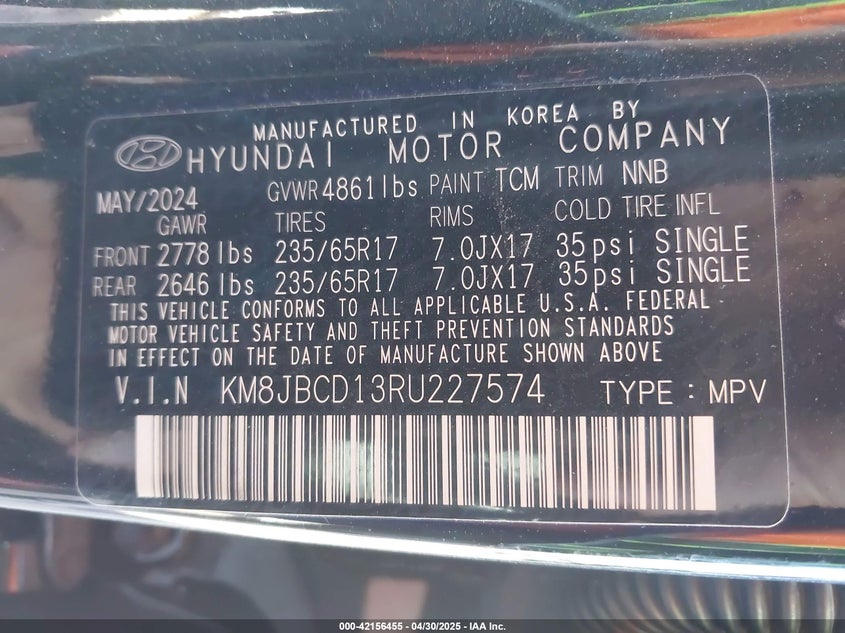 MANUFACTURED IN KOREA BY
HYUNDAI MOTOR COMPANY
MAY/2024 GVWR 4861lbs PAINT TCM TRIM NNB
GAWR TIRES RIMS COLD TIRE INFL
FRONT 2778 lbs 235/65R17 7.0JX17 35psi SINGLE
REAR 2646 lbs 235/65R17 7.0JX17 35psi SINGLE
THIS VEHICLE CONFORMS TO ALL APPLICABLE U.S.A. FEDERAL
MOTOR VEHICLE SAFETY AND THEFT PREVENTION STANDARDS
IN EFFECT ON THE DATE OF MANUFACTURE SHOWN ABOVE
V.I.N KM8JBCD13RU227574 TYPE : MPV
000-42156455 - 04/30/2025 - IAA Inc.